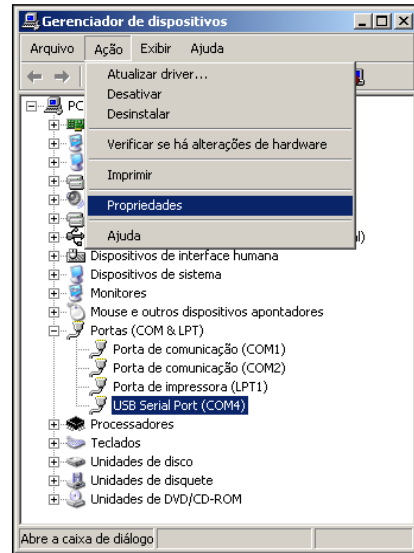 Gerenciador de dispositivos
Arquivo Ação Exibir Ajuda
Atualizar driver...
PC
Desativar
Desinstalar
Verificar se há alterações de hardware
Imprimir
Propriedades
Ajuda
Dispositivos de interface humana
Dispositivos de sistema
Monitores
Mouse e outros dispositivos apontadores
Portas (COM & LPT)
Porta de comunicação (COM1)
Porta de comunicação (COM2)
Porta de impressora (LPT1)
USB Serial Port (COM4)
Processadores
Teclados
Unidades de disco
Unidades de disquete
Unidades de DVD/CD-ROM
Abre a caixa de diálogo